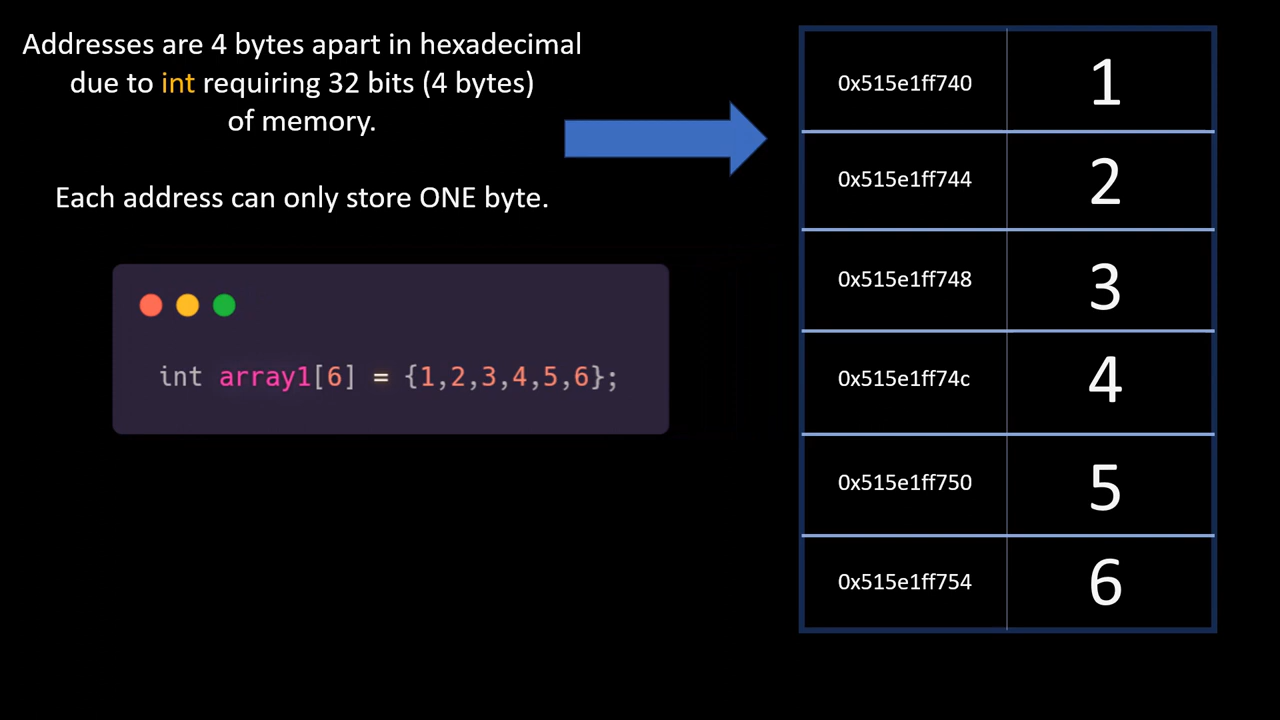 Addresses are 4 bytes apart in hexadecimal
due to int requiring 32 bits (4 bytes)
of memory.
Each address can only store ONE byte.
int array1[6] = {1,2,3,4,5,6};
0x515e1ff740 1
0x515e1ff744 2
0x515e1ff748 3
0x515e1ff74c 4
0x515e1ff750 5
0x515e1ff754 6